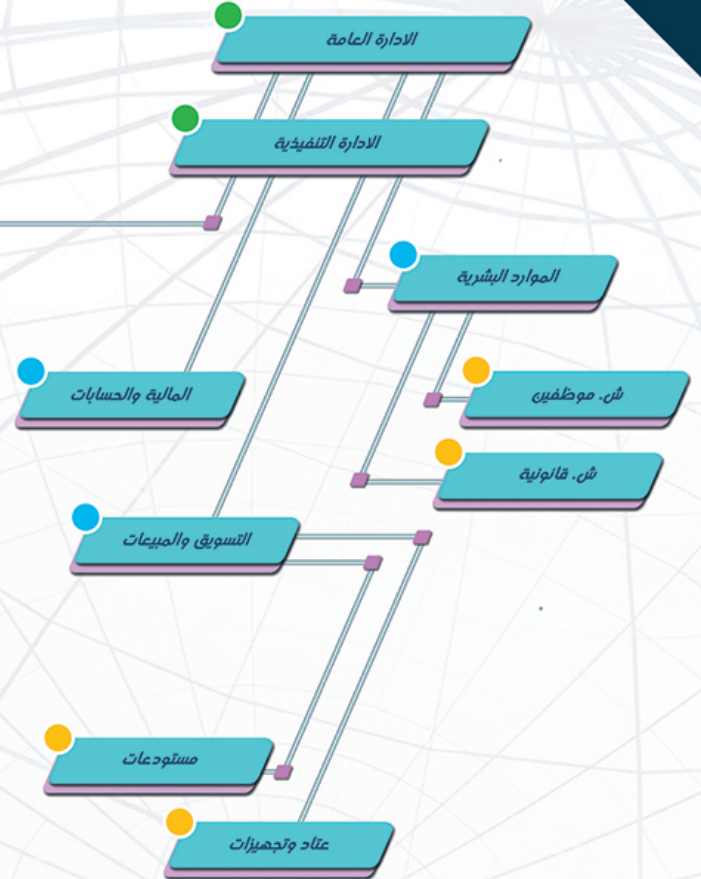 الادارة العامة
الادارة التنفيذية
الموارد البشرية
المالية والحسابات
ش. موظفين
ش. قانونية
التسويق والمبيعات
مستودعات
عتاد وتجهيزات